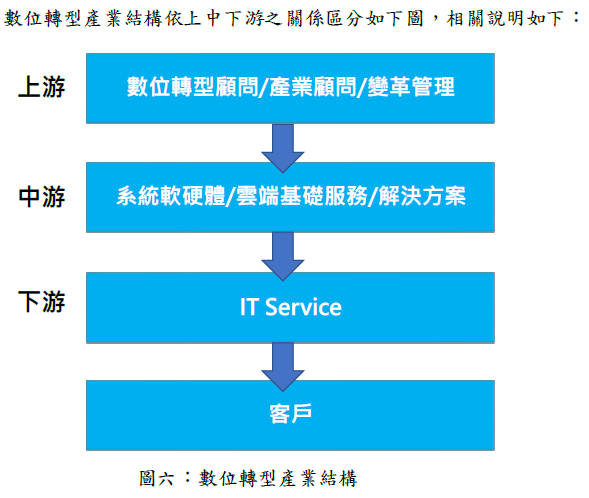 數位轉型產業結構依上中下游之關係區分如下圖，相關說明如下：
上游
數位轉型顧問/產業顧問/變革管理
中游
系統軟硬體/雲端基礎服務/解決方案
下游
IT Service
客戶
圖六：數位轉型產業結構